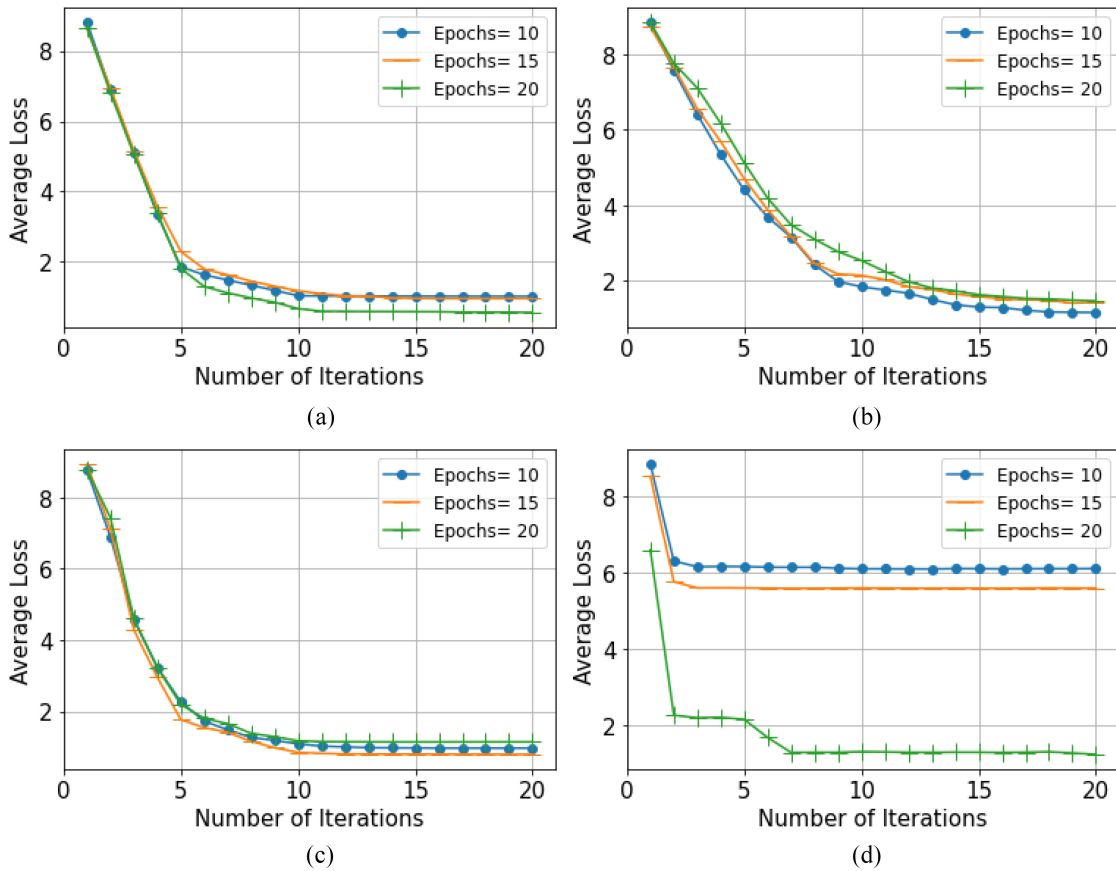 Average Loss
8
6
4
2
Epochs= 10
Epochs= 15
Epochs= 20
0 5 10 15 20
Number of Iterations
(a)
Average Loss
8
6
4
2
Epochs= 10
Epochs= 15
Epochs= 20
0 5 10 15 20
Number of Iterations
(b)
Average Loss
8
6
4
2
Epochs= 10
Epochs= 15
Epochs= 20
0 5 10 15 20
Number of Iterations
(c)
Average Loss
8
6
4
2
Epochs= 10
Epochs= 15
Epochs= 20
0 5 10 15 20
Number of Iterations
(d)